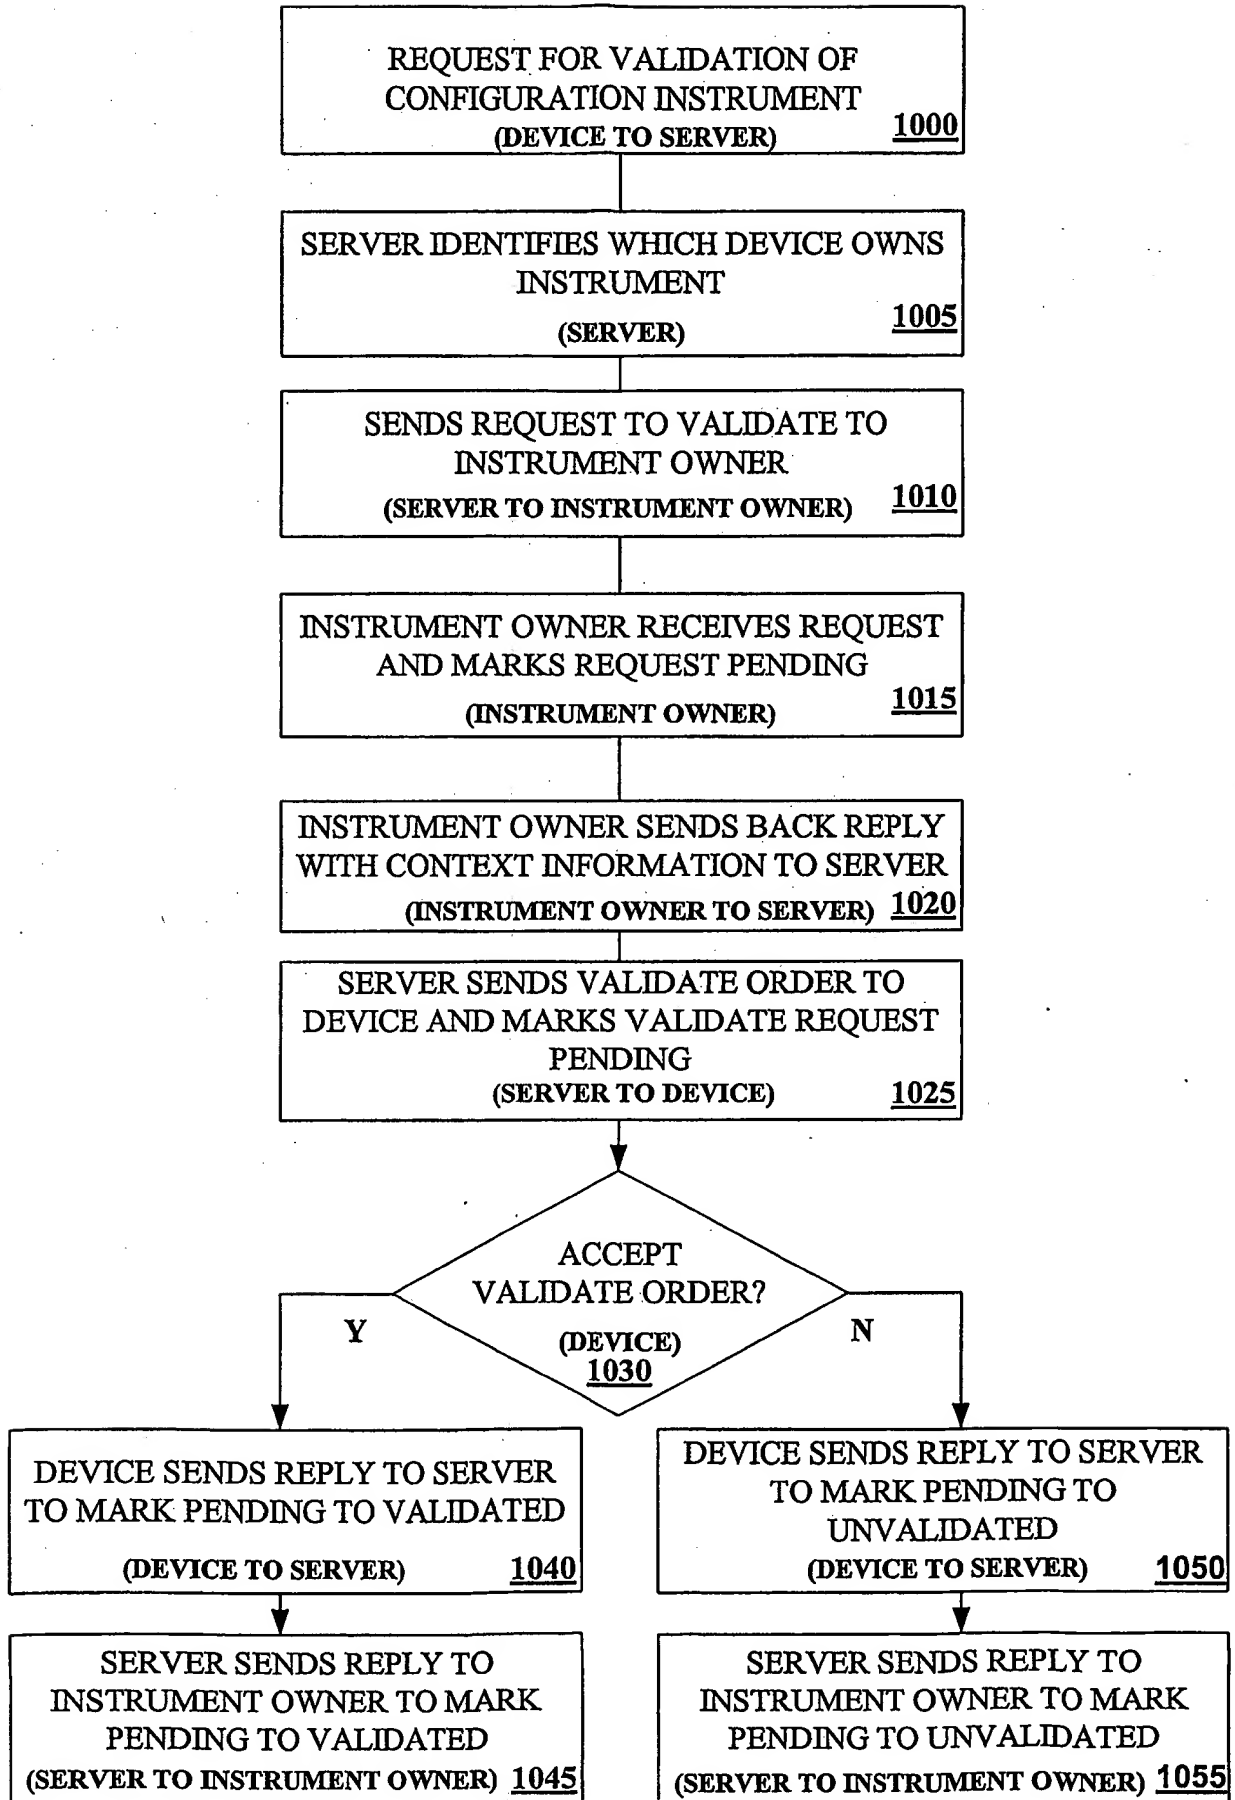 REQUEST FOR VALIDATION OF
CONFIGURATION INSTRUMENT
(DEVICE TO SERVER)
1000
SERVER IDENTIFIES WHICH DEVICE OWNS
INSTRUMENT
(SERVER)
1005
SENDS REQUEST TO VALIDATE TO
INSTRUMENT OWNER
(SERVER TO INSTRUMENT OWNER)
1010
INSTRUMENT OWNER RECEIVES REQUEST
AND MARKS REQUEST PENDING
(INSTRUMENT OWNER)
1015
INSTRUMENT OWNER SENDS BACK REPLY
WITH CONTEXT INFORMATION TO SERVER
(INSTRUMENT OWNER TO SERVER) 1020
SERVER SENDS VALIDATE ORDER TO
DEVICE AND MARKS VALIDATE REQUEST
PENDING
(SERVER TO DEVICE) 1025
ACCEPT
VALIDATE ORDER?
(DEVICE)
1030
Y
N
DEVICE SENDS REPLY TO SERVER
TO MARK PENDING TO VALIDATED
(DEVICE TO SERVER) 1040
DEVICE SENDS REPLY TO SERVER
TO MARK PENDING TO
UNVALIDATED
(DEVICE TO SERVER) 1050
SERVER SENDS REPLY TO
INSTRUMENT OWNER TO MARK
PENDING TO VALIDATED
(SERVER TO INSTRUMENT OWNER) 1045
SERVER SENDS REPLY TO
INSTRUMENT OWNER TO MARK
PENDING TO UNVALIDATED
(SERVER TO INSTRUMENT OWNER) 1055